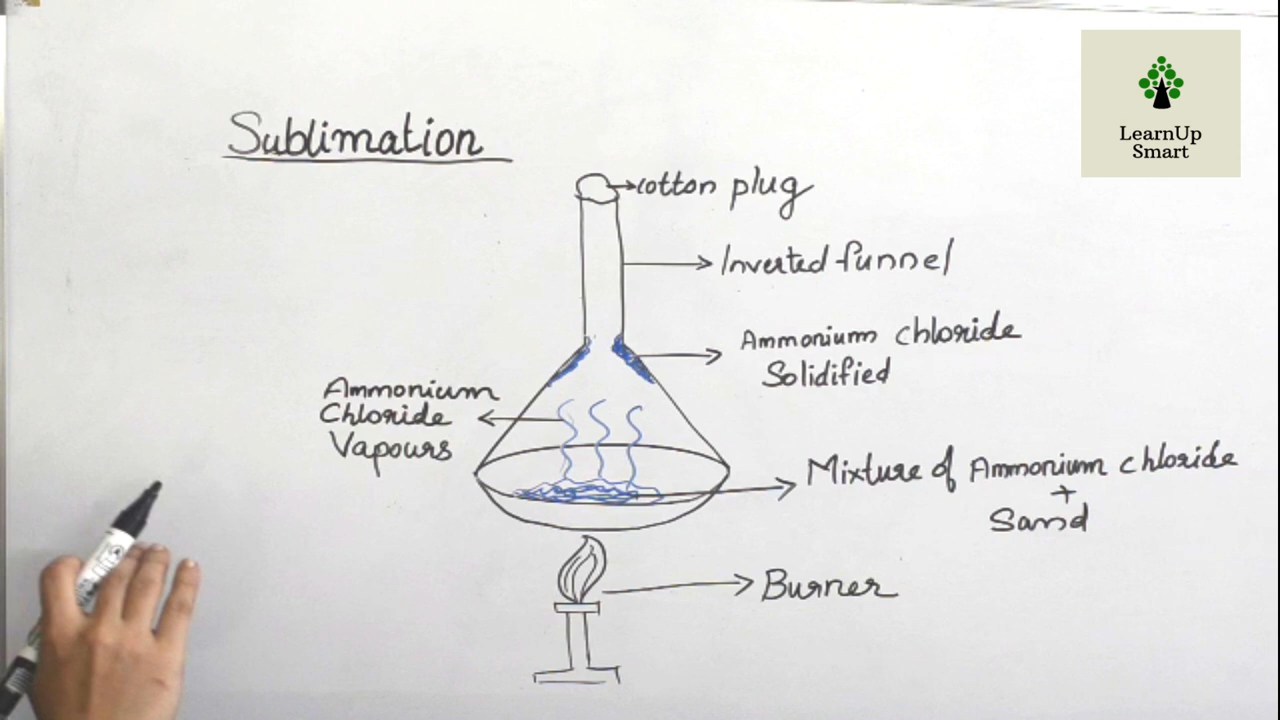 Sublimation
LearnUp
Smart
cotton plug
Inverted funnel
Ammonium chloride
Solidified
Ammonium
Chloride
Vapours
Mixture of Ammonium chloride
+
Sand
Burner